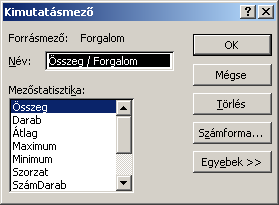 Kimutatásmező
Forrásmező: Forgalom
Név: Összeg / Forgalom
Mezőstatisztika:
Összeg
Darab
Átlag
Maximum
Minimum
Szorzat
SzámDarab
OK
Mégse
Törlés
Számforma...
Egyebek >>